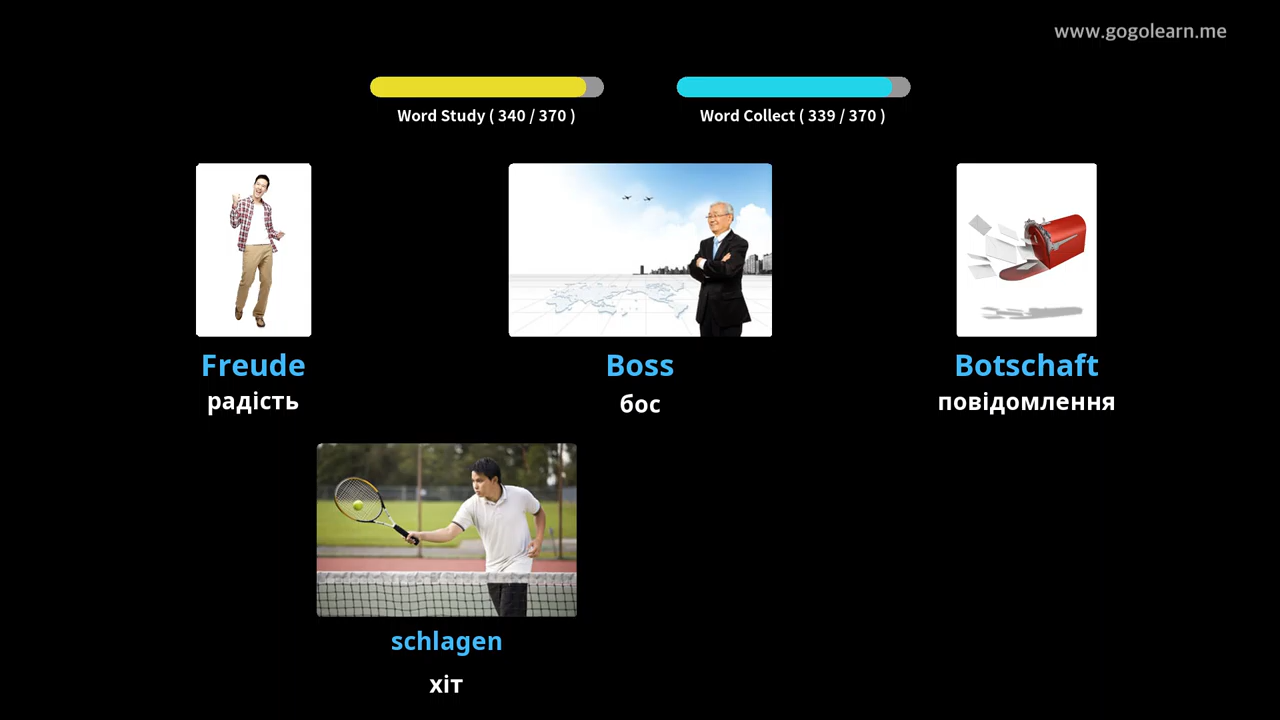 www.gogolearn.me
Word Study ( 340 / 370 )
Word Collect ( 339 / 370 )
Freude
радість
Boss
бос
Botschaft
повідомлення
schlagen
хіт